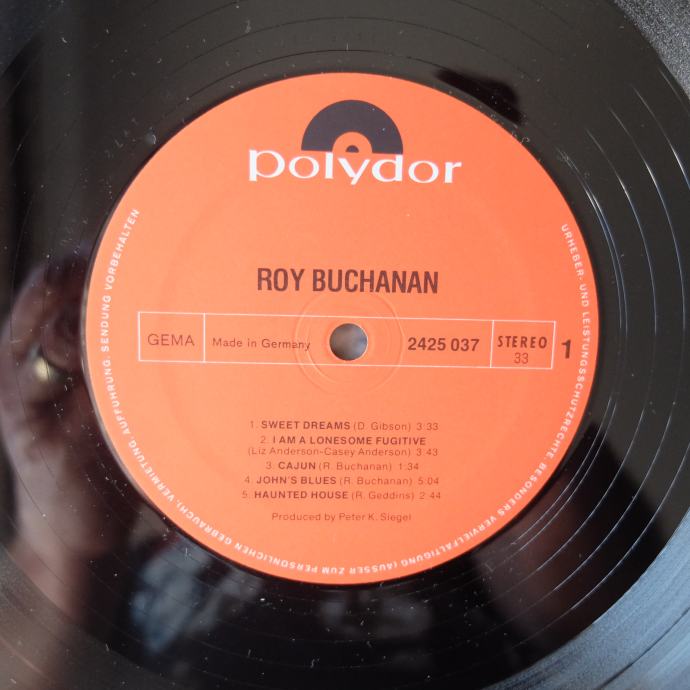 polydor
ROY BUCHANAN
GEMA
Made in Germany
2425 037
STEREO
33
1
1. SWEET DREAMS (D. Gibson) 3:33
2. I AM A LONESOME FUGITIVE
(Liz Anderson-Casey Anderson) 3:43
3. CAJUN (R. Buchanan) 1:34
4. JOHN'S BLUES (R. Buchanan) 5:04
5. HAUNTED HOUSE (R. Geddins) 2:44
Produced by Peter K. Siegel
URHEBER- UND LEISTUNGSSCHUTZRECHTE, BESONDERS VERVIELFÄLTIGUNG (AUSSER ZUM PERSÖNLICHEN GEBRAUCH), VERMIETUNG, AUFFÜHRUNG, SENDUNG VORBEHALTEN